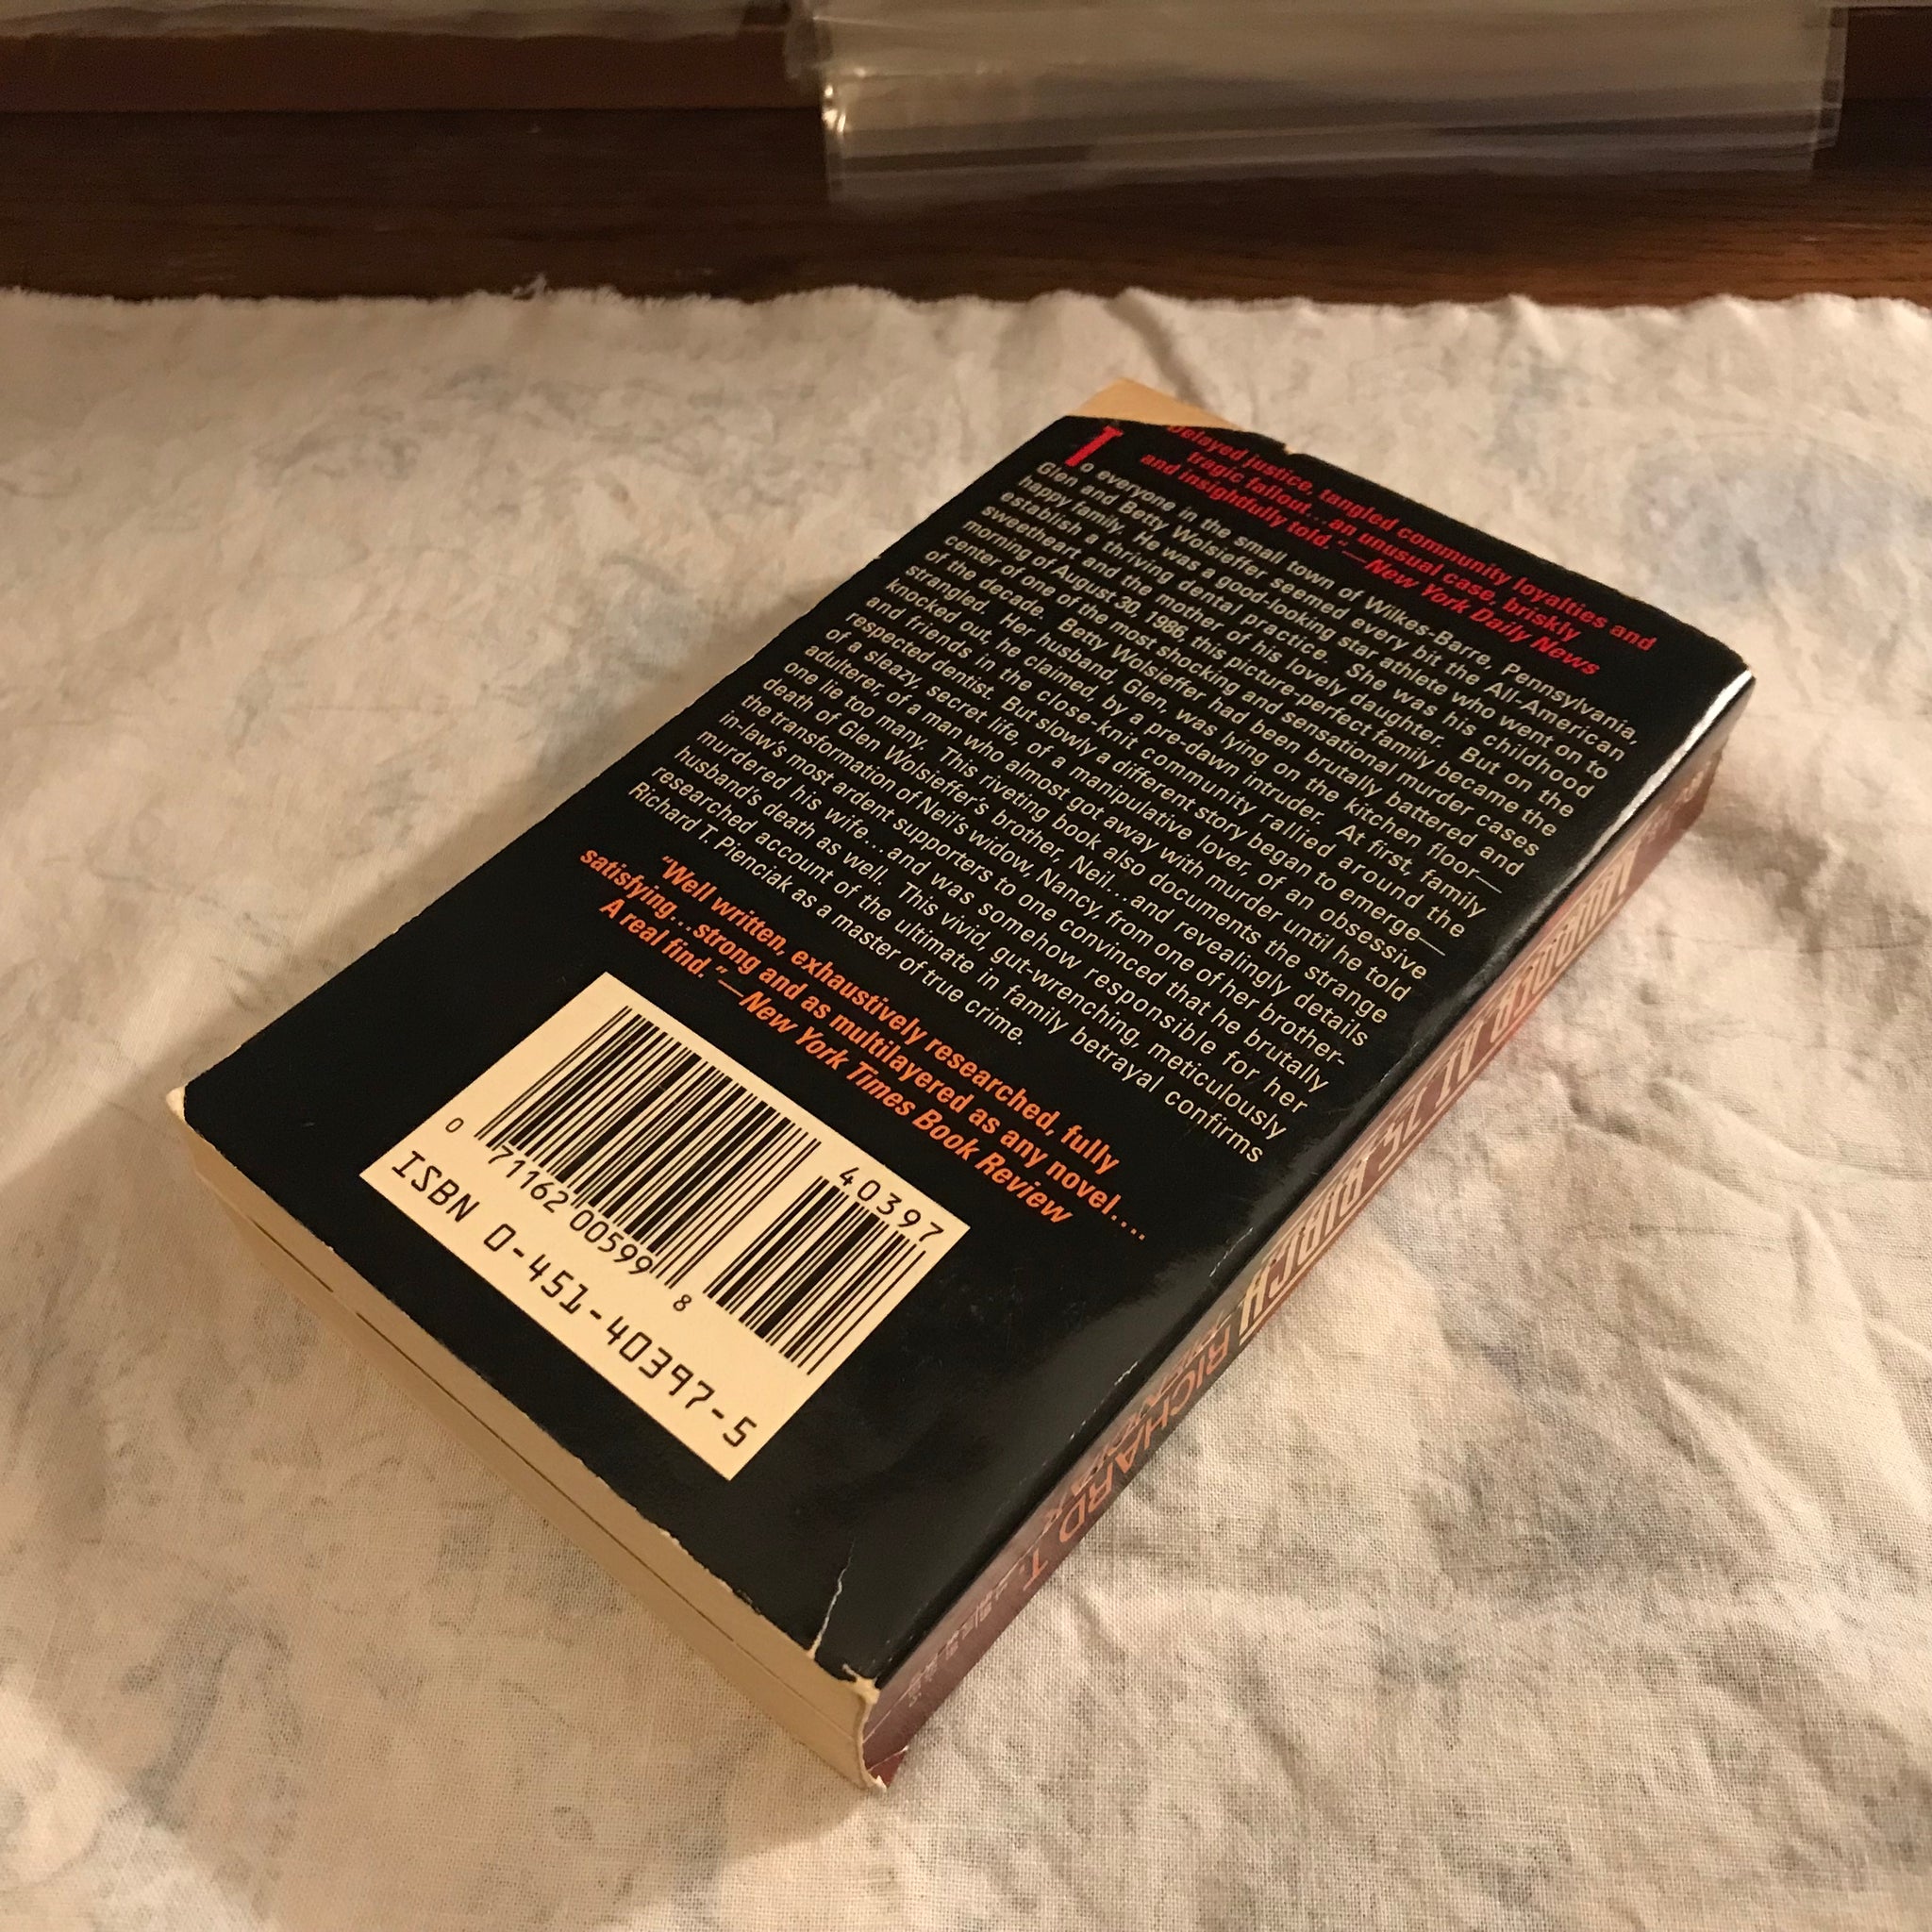 Delayed justice, tangled community loyalties and
tragic fallout...an unusual case, briskly
and insightfully told."—New York Daily News
To everyone in the small town of Wilkes-Barre, Pennsylvania,
Glen and Betty Wolsieffer seemed every bit the All-American
happy family. He was a good-looking star athlete who went on to
establish a thriving dental practice. She was his childhood
sweetheart and the mother of his lovely daughter. But on the
morning of August 30, 1986, this picture-perfect family became the
center of one of the most shocking and sensational murder cases
of the decade. Betty Wolsieffer had been brutally battered and
strangled. Her husband, Glen, was lying on the kitchen floor—
knocked out, he claimed, by a pre-dawn intruder. At first, family
and friends in the close-knit community rallied around the
respected dentist. But slowly a different story began to emerge—
of a sleazy, secret life, of a manipulative lover, of an obsessive
adulterer, of a man who almost got away with murder until he told
one lie too many. This riveting book also documents the strange
death of Glen Wolsieffer's brother, Neil...and revealingly details
the transformation of Neil's widow, Nancy, from one of her brother-
in-law's most ardent supporters to one convinced that he brutally
murdered his wife...and was somehow responsible for her
husband's death as well. This vivid, gut-wrenching, meticulously
researched account of the ultimate in family betrayal confirms
Richard T. Pienciak as a master of true crime.
"Well written, exhaustively researched, fully
satisfying...strong and as multilayered as any novel....
A real find."—New York Times Book Review
40397
0 71162 00599 8
ISBN 0-451-40397-5
MURDER AT 75 BIRCH
RICHARD T.
PIENCIAK